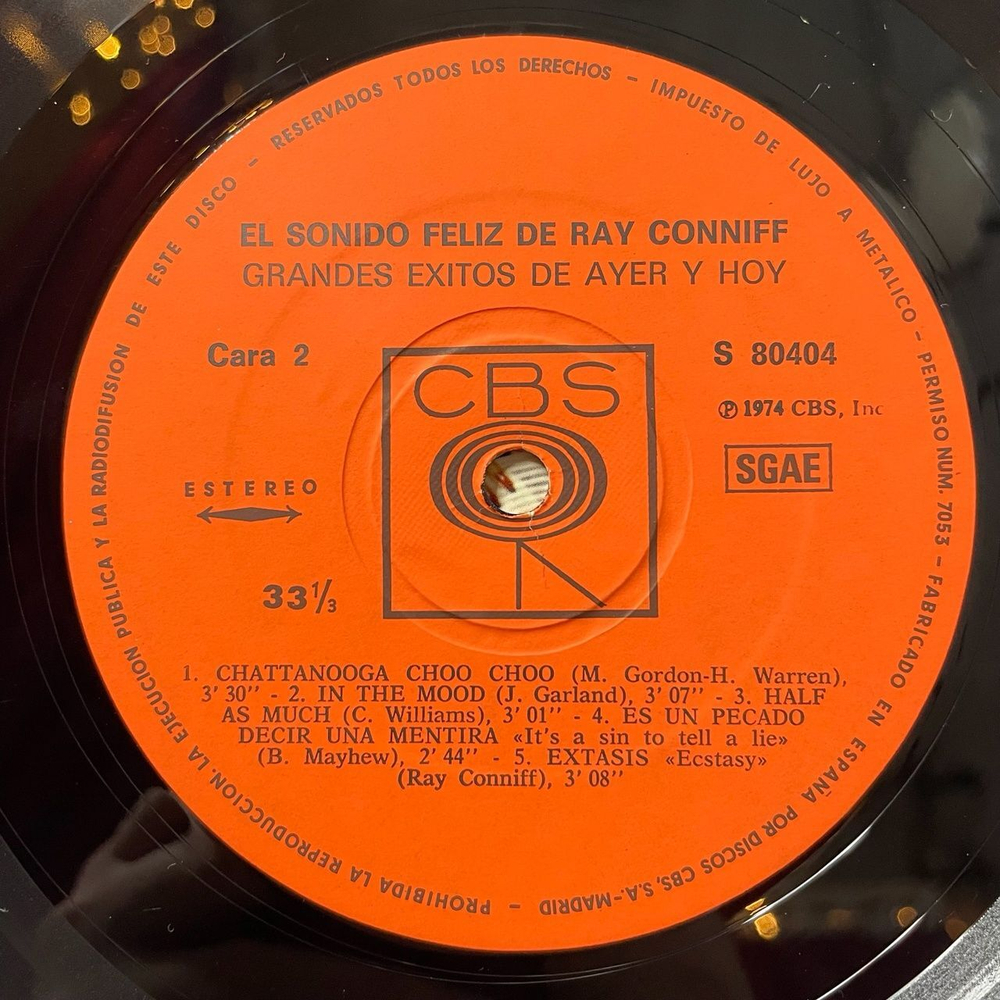 RESERVADOS TODOS LOS DERECHOS - IMPUESTO DE LUJO A METALICO - PERMISO NUM. 7053 - FABRICADO EN ESPAÑA POR DISCOS CBS, S.A.-MADRID - PROHIBIDA LA REPRODUCCION, LA EJECUCION PUBLICA Y LA RADIODIFUSION DE ESTE DISCO -
EL SONIDO FELIZ DE RAY CONNIFF
GRANDES EXITOS DE AYER Y HOY
Cara 2
S 80404
CBS
℗ 1974 CBS, Inc
SGAE
ESTEREO
33 1/3
1. CHATTANOOGA CHOO CHOO (M. Gordon-H. Warren),
3' 30'' - 2. IN THE MOOD (J. Garland), 3' 07'' - 3. HALF
AS MUCH (C. Williams), 3' 01'' - 4. ES UN PECADO
DECIR UNA MENTIRA «It's a sin to tell a lie»
(B. Mayhew), 2' 44'' - 5. EXTASIS «Ecstasy»
(Ray Conniff), 3' 08''